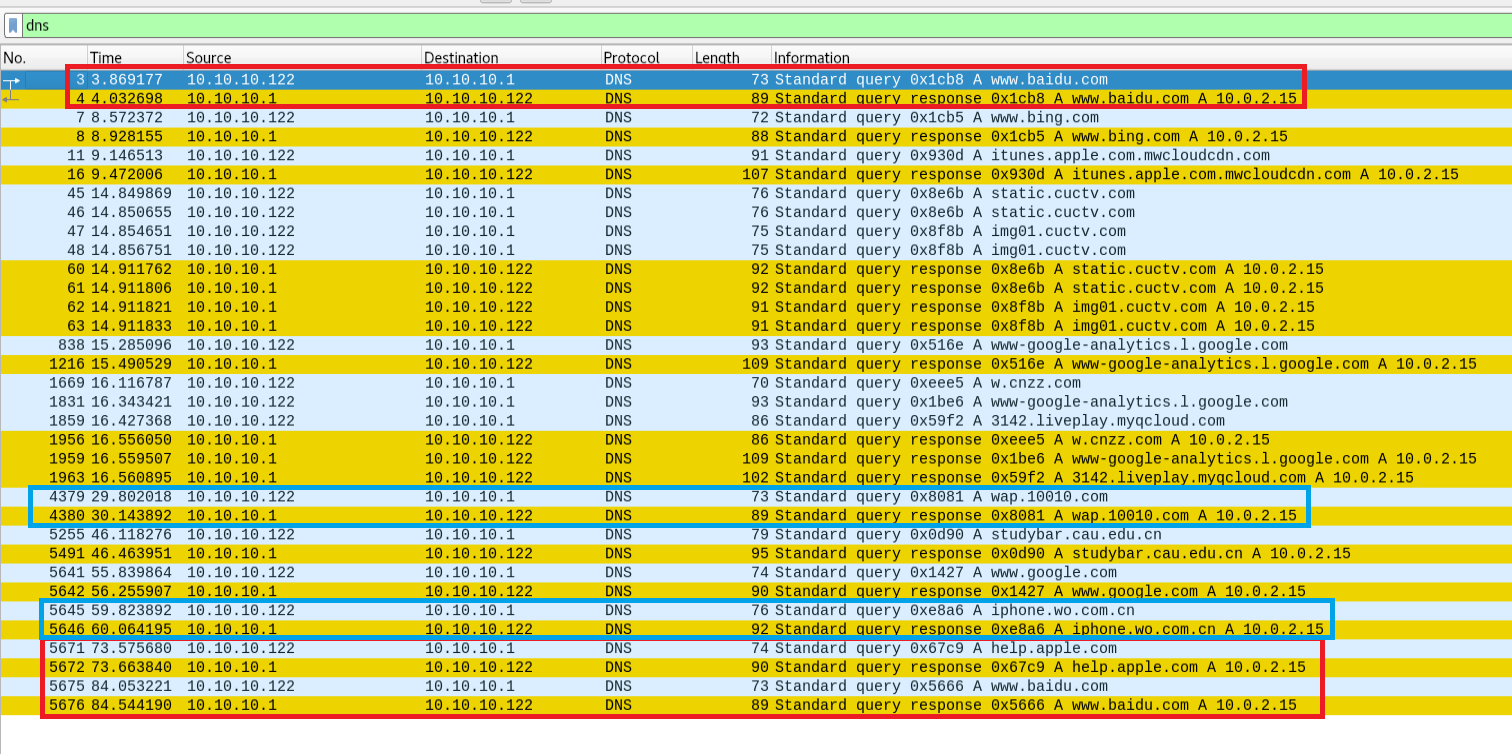 dns
No. Time Source Destination Protocol Length Information
3 3.869177 10.10.10.122 10.10.10.1 DNS 73 Standard query 0x1cb8 A www.baidu.com
4 4.032698 10.10.10.1 10.10.10.122 DNS 89 Standard query response 0x1cb8 A www.baidu.com A 10.0.2.15
7 8.572372 10.10.10.122 10.10.10.1 DNS 72 Standard query 0x1cb5 A www.bing.com
8 8.928155 10.10.10.1 10.10.10.122 DNS 88 Standard query response 0x1cb5 A www.bing.com A 10.0.2.15
11 9.146513 10.10.10.122 10.10.10.1 DNS 91 Standard query 0x930d A itunes.apple.com.mwcloudcdn.com
16 9.472006 10.10.10.1 10.10.10.122 DNS 107 Standard query response 0x930d A itunes.apple.com.mwcloudcdn.com A 10.0.2.15
45 14.849869 10.10.10.122 10.10.10.1 DNS 76 Standard query 0x8e6b A static.cuctv.com
46 14.850655 10.10.10.122 10.10.10.1 DNS 76 Standard query 0x8e6b A static.cuctv.com
47 14.854651 10.10.10.122 10.10.10.1 DNS 75 Standard query 0x8f8b A img01.cuctv.com
48 14.856751 10.10.10.122 10.10.10.1 DNS 75 Standard query 0x8f8b A img01.cuctv.com
60 14.911762 10.10.10.1 10.10.10.122 DNS 92 Standard query response 0x8e6b A static.cuctv.com A 10.0.2.15
61 14.911806 10.10.10.1 10.10.10.122 DNS 92 Standard query response 0x8e6b A static.cuctv.com A 10.0.2.15
62 14.911821 10.10.10.1 10.10.10.122 DNS 91 Standard query response 0x8f8b A img01.cuctv.com A 10.0.2.15
63 14.911833 10.10.10.1 10.10.10.122 DNS 91 Standard query response 0x8f8b A img01.cuctv.com A 10.0.2.15
838 15.285096 10.10.10.122 10.10.10.1 DNS 93 Standard query 0x516e A www-google-analytics.l.google.com
1216 15.490529 10.10.10.1 10.10.10.122 DNS 109 Standard query response 0x516e A www-google-analytics.l.google.com A 10.0.2.15
1669 16.116787 10.10.10.122 10.10.10.1 DNS 70 Standard query 0xeee5 A w.cnzz.com
1831 16.343421 10.10.10.122 10.10.10.1 DNS 93 Standard query 0x1be6 A www-google-analytics.l.google.com
1859 16.427368 10.10.10.122 10.10.10.1 DNS 86 Standard query 0x59f2 A 3142.liveplay.myqcloud.com
1956 16.556050 10.10.10.1 10.10.10.122 DNS 86 Standard query response 0xeee5 A w.cnzz.com A 10.0.2.15
1959 16.559507 10.10.10.1 10.10.10.122 DNS 109 Standard query response 0x1be6 A www-google-analytics.l.google.com A 10.0.2.15
1963 16.560895 10.10.10.1 10.10.10.122 DNS 102 Standard query response 0x59f2 A 3142.liveplay.myqcloud.com A 10.0.2.15
4379 29.802018 10.10.10.122 10.10.10.1 DNS 73 Standard query 0x8081 A wap.10010.com
4380 30.143892 10.10.10.1 10.10.10.122 DNS 89 Standard query response 0x8081 A wap.10010.com A 10.0.2.15
5255 46.118276 10.10.10.122 10.10.10.1 DNS 79 Standard query 0x0d90 A studybar.cau.edu.cn
5491 46.463951 10.10.10.1 10.10.10.122 DNS 95 Standard query response 0x0d90 A studybar.cau.edu.cn A 10.0.2.15
5641 55.839864 10.10.10.122 10.10.10.1 DNS 74 Standard query 0x1427 A www.google.com
5642 56.255907 10.10.10.1 10.10.10.122 DNS 90 Standard query response 0x1427 A www.google.com A 10.0.2.15
5645 59.823892 10.10.10.122 10.10.10.1 DNS 76 Standard query 0xe8a6 A iphone.wo.com.cn
5646 60.064195 10.10.10.1 10.10.10.122 DNS 92 Standard query response 0xe8a6 A iphone.wo.com.cn A 10.0.2.15
5671 73.575680 10.10.10.122 10.10.10.1 DNS 74 Standard query 0x67c9 A help.apple.com
5672 73.663840 10.10.10.1 10.10.10.122 DNS 90 Standard query response 0x67c9 A help.apple.com A 10.0.2.15
5675 84.053221 10.10.10.122 10.10.10.1 DNS 73 Standard query 0x5666 A www.baidu.com
5676 84.544190 10.10.10.1 10.10.10.122 DNS 89 Standard query response 0x5666 A www.baidu.com A 10.0.2.15